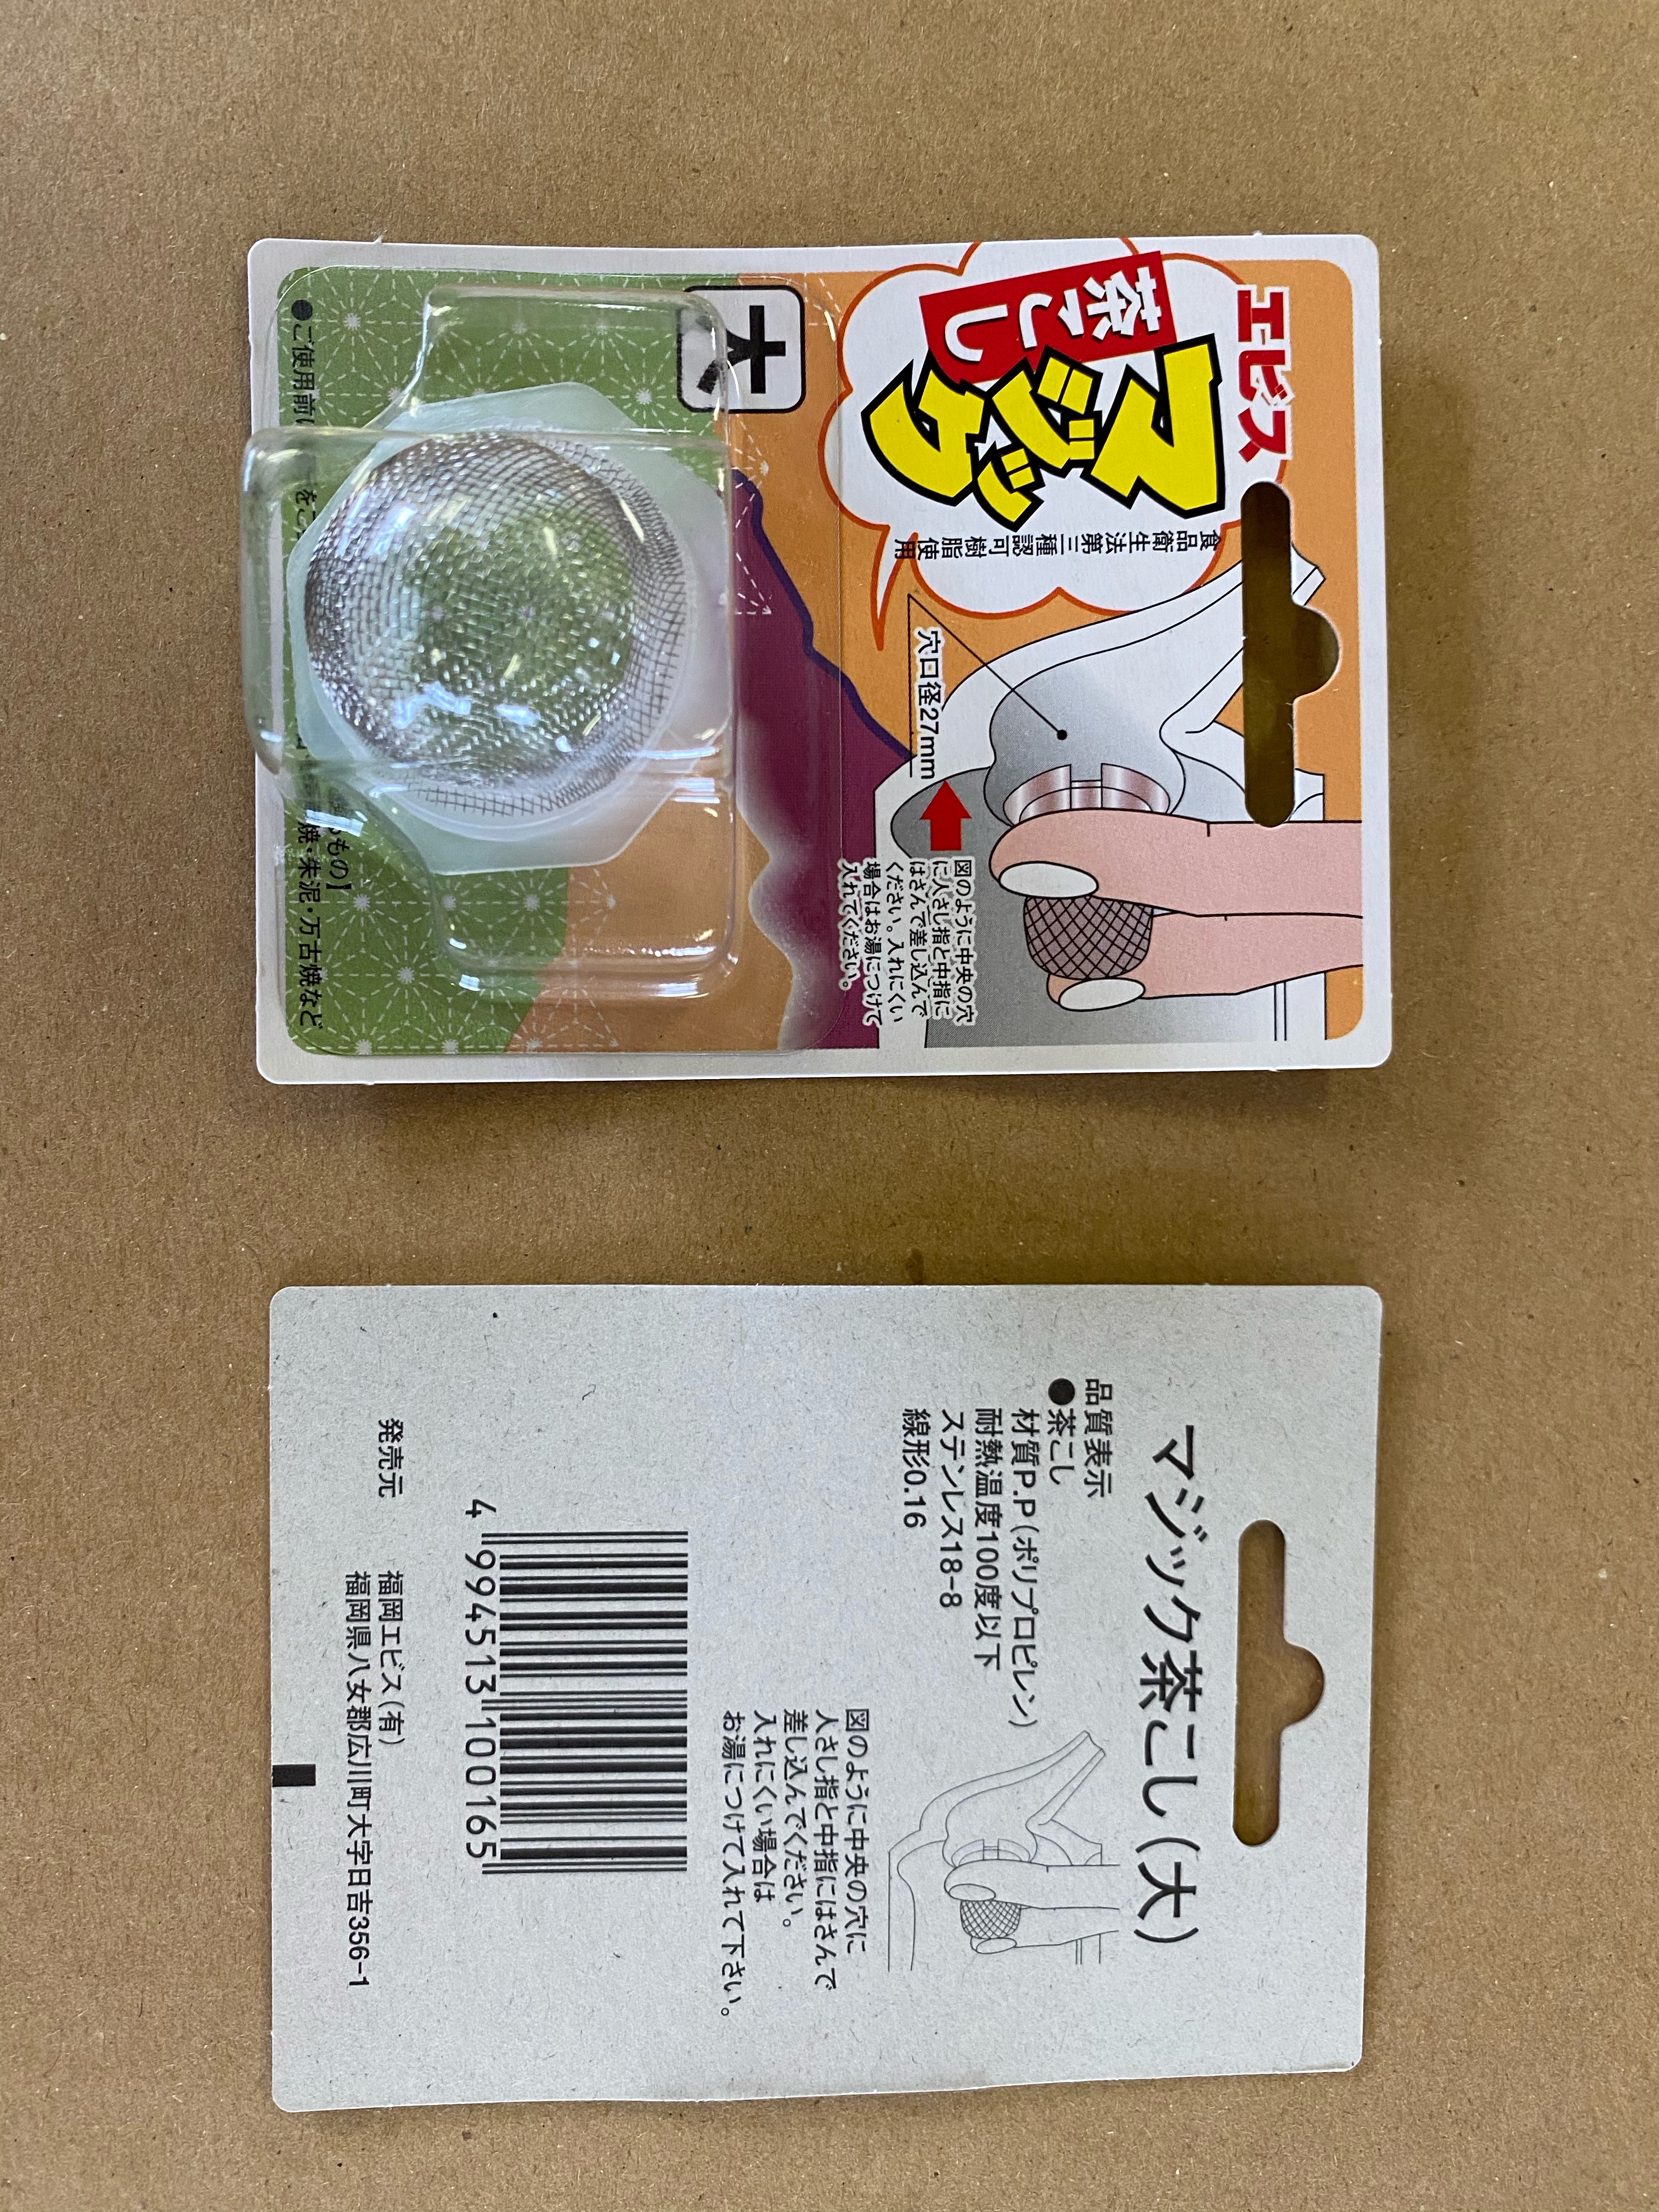 エビス
マジック
茶こし
食品衛生法第三種認可樹脂使用
穴口径27mm
図のように中央の穴
に人さし指と中指に
はさんで差し込んで
ください。入れにくい
場合はお湯につけて
入れてください。
大
もの】
焼・朱泥・万古焼など
●ご使用前
をご
マジック茶こし(大)
品質表示
●茶こし
材質P.P(ポリプロピレン)
耐熱温度100度以下
ステンレス18-8
線形0.16
図のように中央の穴に
人さし指と中指にはさんで
差し込んでください。
入れにくい場合は
お湯につけて入れて下さい。
4 994513 100165
発売元 福岡エビス(有)
福岡県八女郡広川町大字日吉356-1